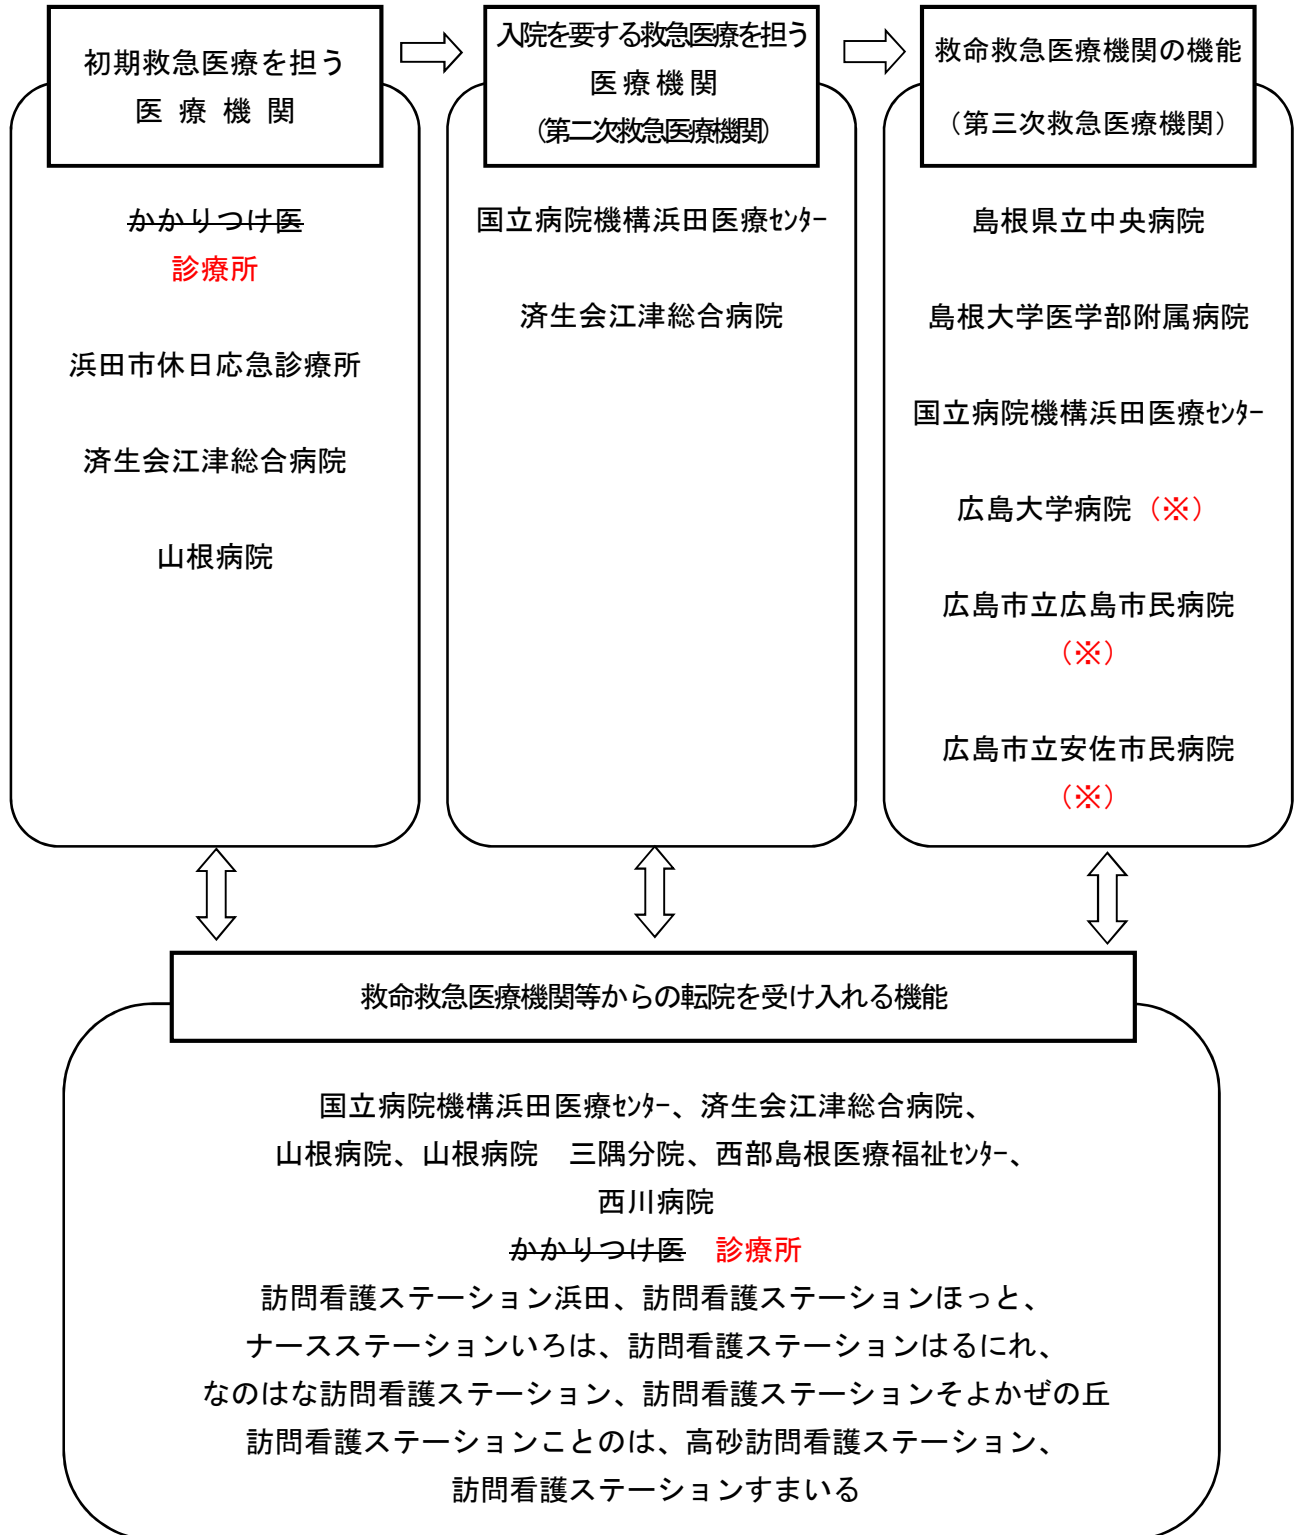 初期救急医療を担う
医療機関
かかりつけ医
診療所
浜田市休日応急診療所
済生会江津総合病院
山根病院
入院を要する救急医療を担う
医療機関
(第二次救急医療機関)
国立病院機構浜田医療ｾﾝﾀｰ
済生会江津総合病院
救命救急医療機関の機能
（第三次救急医療機関）
島根県立中央病院
島根大学医学部附属病院
国立病院機構浜田医療ｾﾝﾀｰ
広島大学病院（※）
広島市立広島市民病院
（※）
広島市立安佐市民病院
（※）
救命救急医療機関等からの転院を受け入れる機能
国立病院機構浜田医療ｾﾝﾀｰ、済生会江津総合病院、
山根病院、山根病院　三隅分院、西部島根医療福祉ｾﾝﾀｰ、
西川病院
かかりつけ医　診療所
訪問看護ステーション浜田、訪問看護ステーションほっと、
ナースステーションいろは、訪問看護ステーションはるにれ、
なのはな訪問看護ステーション、訪問看護ステーションそよかぜの丘
訪問看護ステーションことのは、高砂訪問看護ステーション、
訪問看護ステーションすまいる